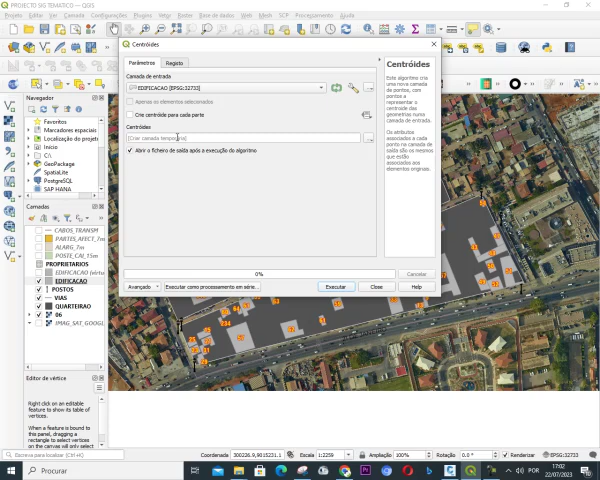 PROJECTO SIG TEMATICO — QGIS
Projeto Editar Ver Camada Configurações Plugins Vetor Raster Base de dados Web Mesh SCP Processamento Ajuda
Centróides
Parâmetros Registo
Camada de entrada
EDIFICACAO [EPSG:32733]
Apenas os elementos selecionados
Crie centróide para cada parte
Centróides
[Criar camada temporária]
Abrir o ficheiro de saída após a execução do algoritmo
0%
Cancelar
Avançado
Executar como processamento em série...
Executar
Close
Help
Centróides
Este algoritmo cria
uma nova camada
de pontos, com
pontos a
representar o
centroide das
geometrias numa
camada de entrada.
Os atributos
associados a cada
ponto na camada de
saída são os mesmos
que estão
associados aos
elementos originais.
Navegador
Favoritos
Marcadores espaciais
Localização do projeti
Início
C:\
GeoPackage
SpatiaLite
PostgreSQL
SAP HANA
Camadas
CABOS_TRANSM
PARTES_AFECT_7m
ALARG_7m
POSTE_CAI_15m
PROPRIETARIOS
EDIFICACAO (virtu
EDIFICACAO
POSTOS
VIAS
QUARTEIRAO
06
IMAG_SAT_GOOGL
Editor de vértice
Right click on an editable
feature to show its table of
vertices.
When a feature is bound to
this panel, dragging a
rectangle to select vertices
on the canvas will only select
234
Escreva para localizar (Ctrl+K)
Coordenada 300226.9,9015231.1
Escala 1:2259
Ampliação 100%
Rotação 0.0 °
Renderizar
EPSG:32733
Procurar
POR
17:02
22/07/2023